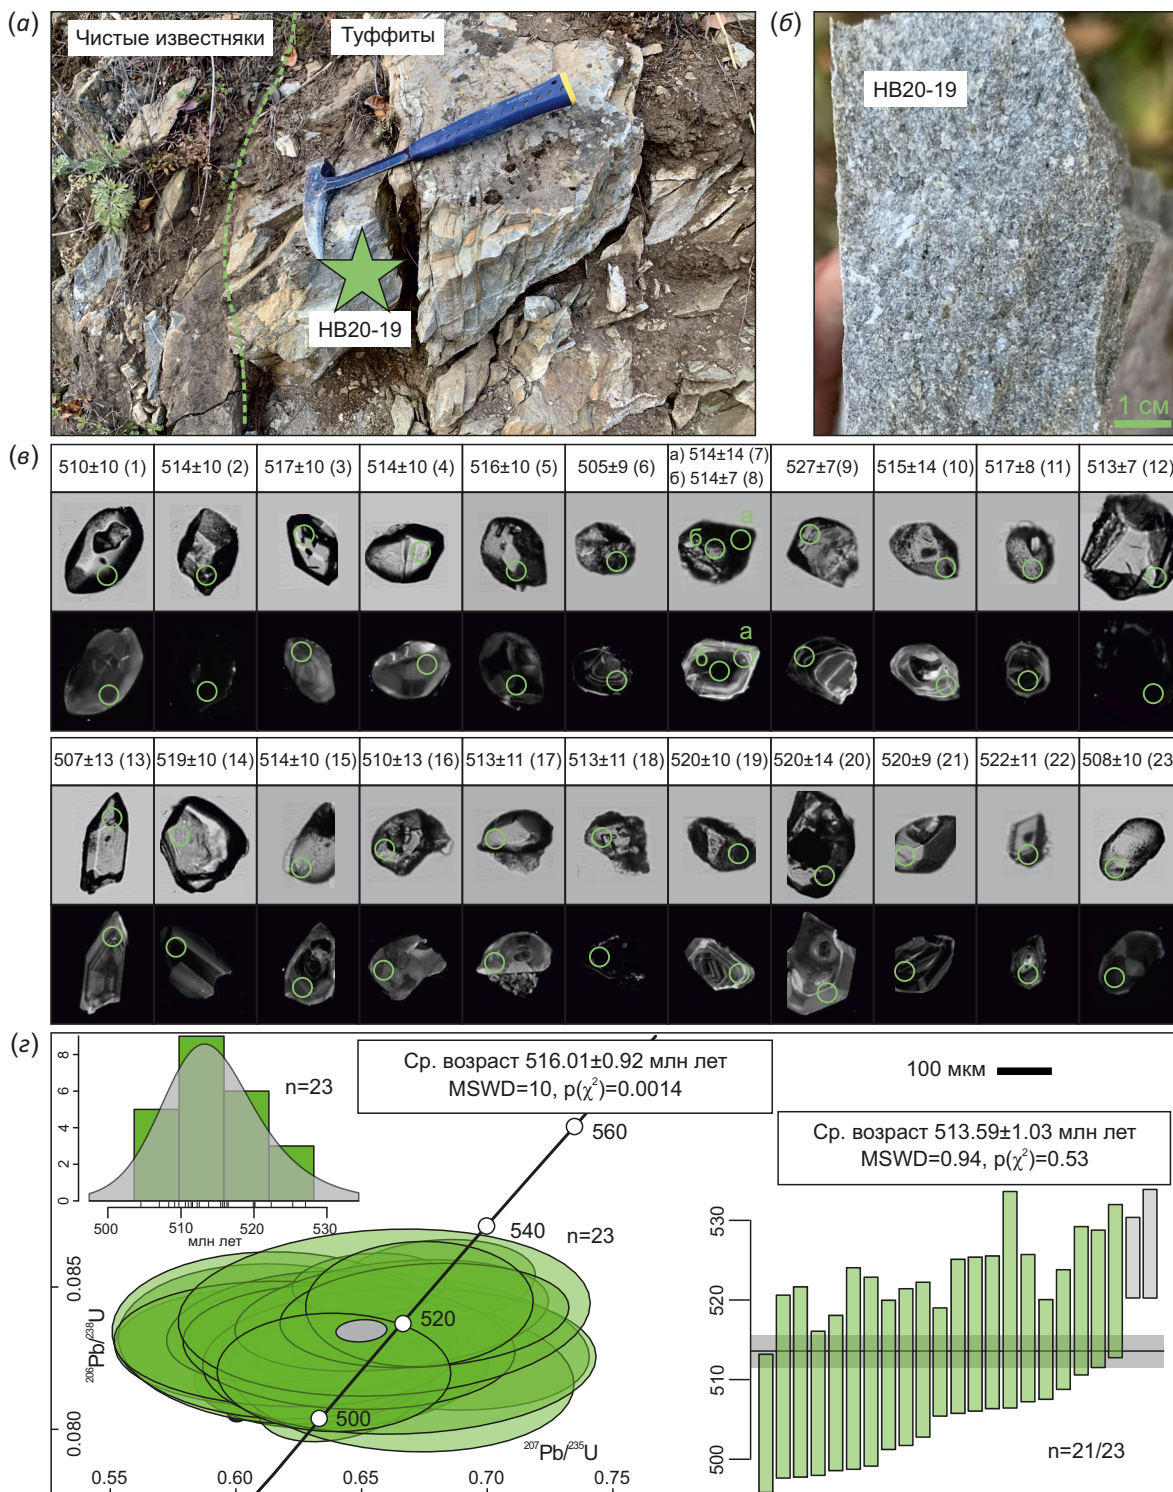 (а)
Чистые известняки
Туффиты
НВ20-19
(б)
НВ20-19
1 см
(в)
510±10 (1)
514±10 (2)
517±10 (3)
514±10 (4)
516±10 (5)
505±9 (6)
а) 514±14 (7)
б) 514±7 (8)
527±7(9)
515±14 (10)
517±8 (11)
513±7 (12)
а
б
а
б
507±13 (13)
519±10 (14)
514±10 (15)
510±13 (16)
513±11 (17)
513±11 (18)
520±10 (19)
520±14 (20)
520±9 (21)
522±11 (22)
508±10 (23
(г)
8
6
4
2
0
n=23
500
510
520
530
млн лет
Ср. возраст 516.01±0.92 млн лет
MSWD=10, p(χ²)=0.0014
100 мкм
Ср. возраст 513.59±1.03 млн лет
MSWD=0.94, p(χ²)=0.53
560
540
n=23
520
500
0.085
0.080
²⁰⁶Pb/²³⁸U
²⁰⁷Pb/²³⁵U
0.55
0.60
0.65
0.70
0.75
530
520
510
500
n=21/23